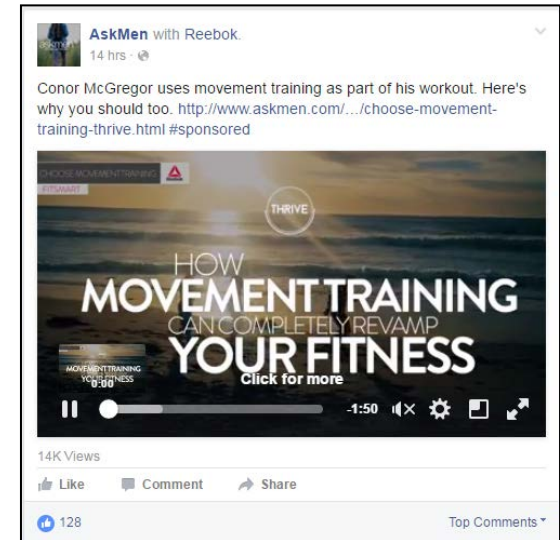 askmen
AskMen with Reebok.
14 hrs ·
Conor McGregor uses movement training as part of his workout. Here's
why you should too. http://www.askmen.com/.../choose-movement-
training-thrive.html #sponsored
CHOOSE MOVEMENT TRAINING
FITSMART
THRIVE
HOW
MOVEMENT TRAINING
CAN COMPLETELY REVAMP
YOUR FITNESS
MOVEMENT TRAINING
YOUR FITNESS
0:00
Click for more
-1:50
14K Views
Like Comment Share
128 Top Comments